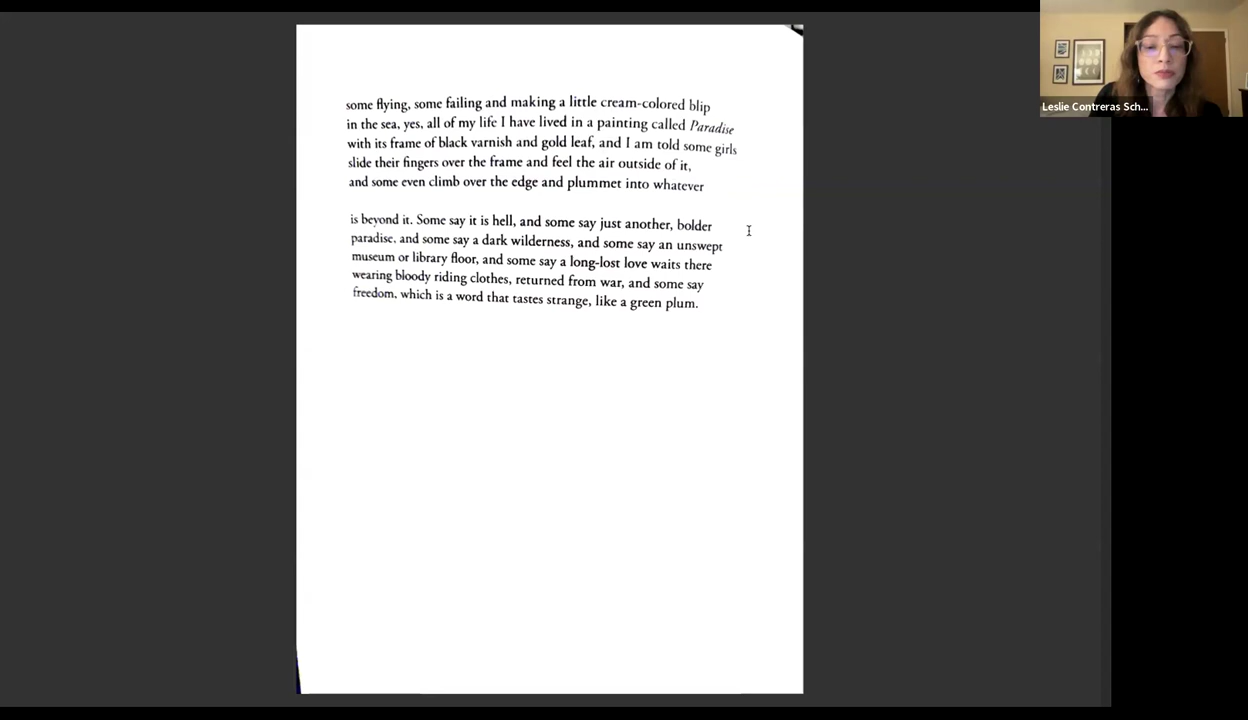 some flying, some failing and making a little cream-colored blip
in the sea, yes, all of my life I have lived in a painting called Paradise
with its frame of black varnish and gold leaf, and I am told some girls
slide their fingers over the frame and feel the air outside of it,
and some even climb over the edge and plummet into whatever
is beyond it. Some say it is hell, and some say just another, bolder
paradise, and some say a dark wilderness, and some say an unswept
museum or library floor, and some say a long-lost love waits there
wearing bloody riding clothes, returned from war, and some say
freedom, which is a word that tastes strange, like a green plum.
Leslie Contreras Sch...